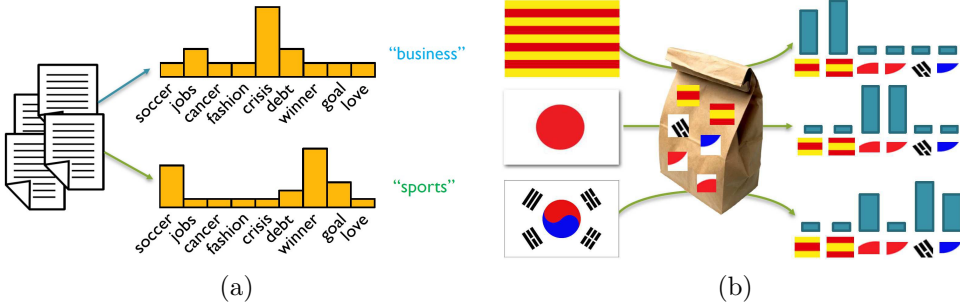 "business"
soccer
jobs
cancer
fashion
crisis
debt
winner
goal
love
"sports"
soccer
jobs
cancer
fashion
crisis
debt
winner
goal
love
(a)
(b)